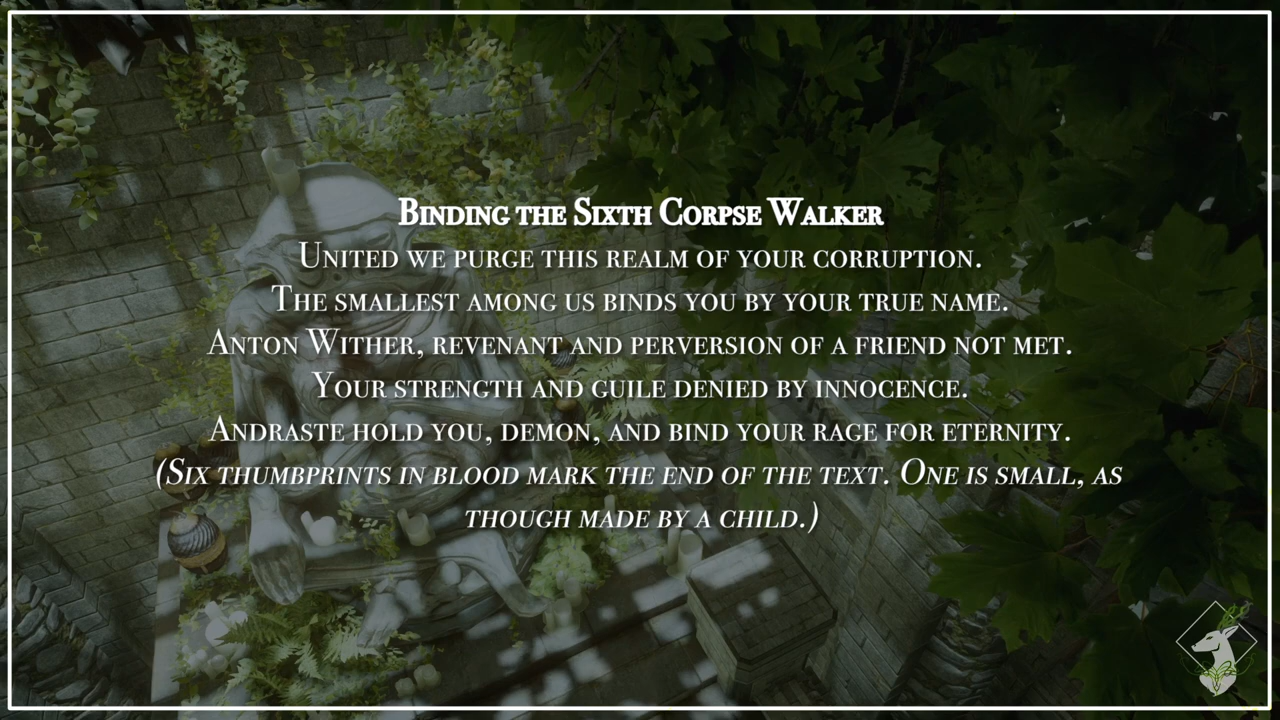 Binding the Sixth Corpse Walker
United we purge this realm of your corruption.
The smallest among us binds you by your true name.
Anton Wither, revenant and perversion of a friend not met.
Your strength and guile denied by innocence.
Andraste hold you, demon, and bind your rage for eternity.
(Six thumbprints in blood mark the end of the text. One is small, as
though made by a child.)